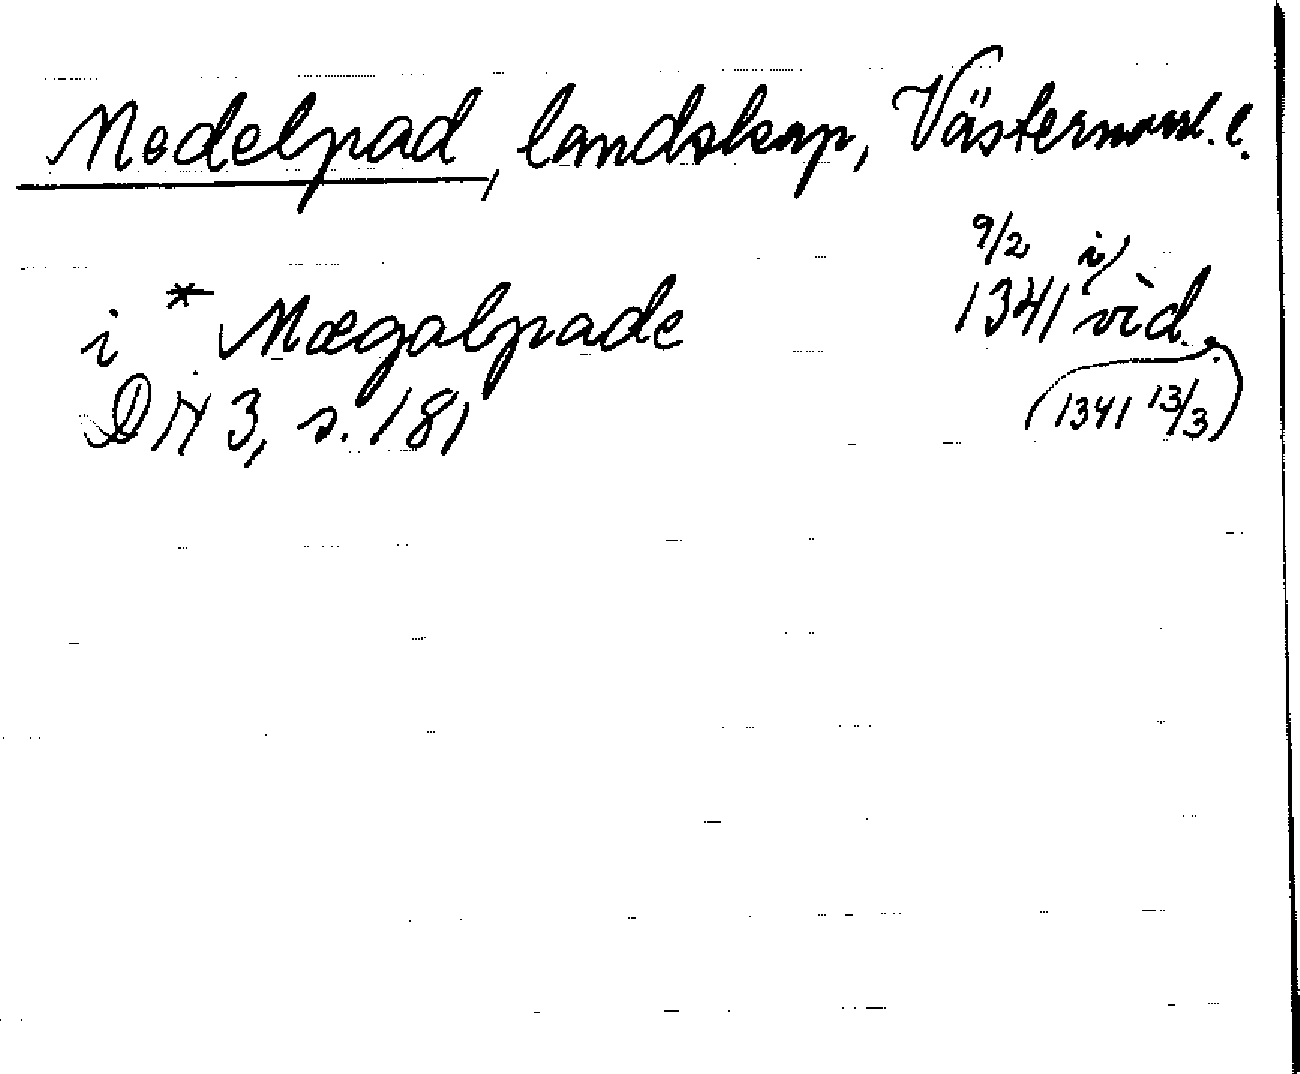 Medelpad, landskap, Västernorrl. l.
i *Mægalpade 9/2 1341 i vid.
DN 3, s. 181 (1341 13/3)